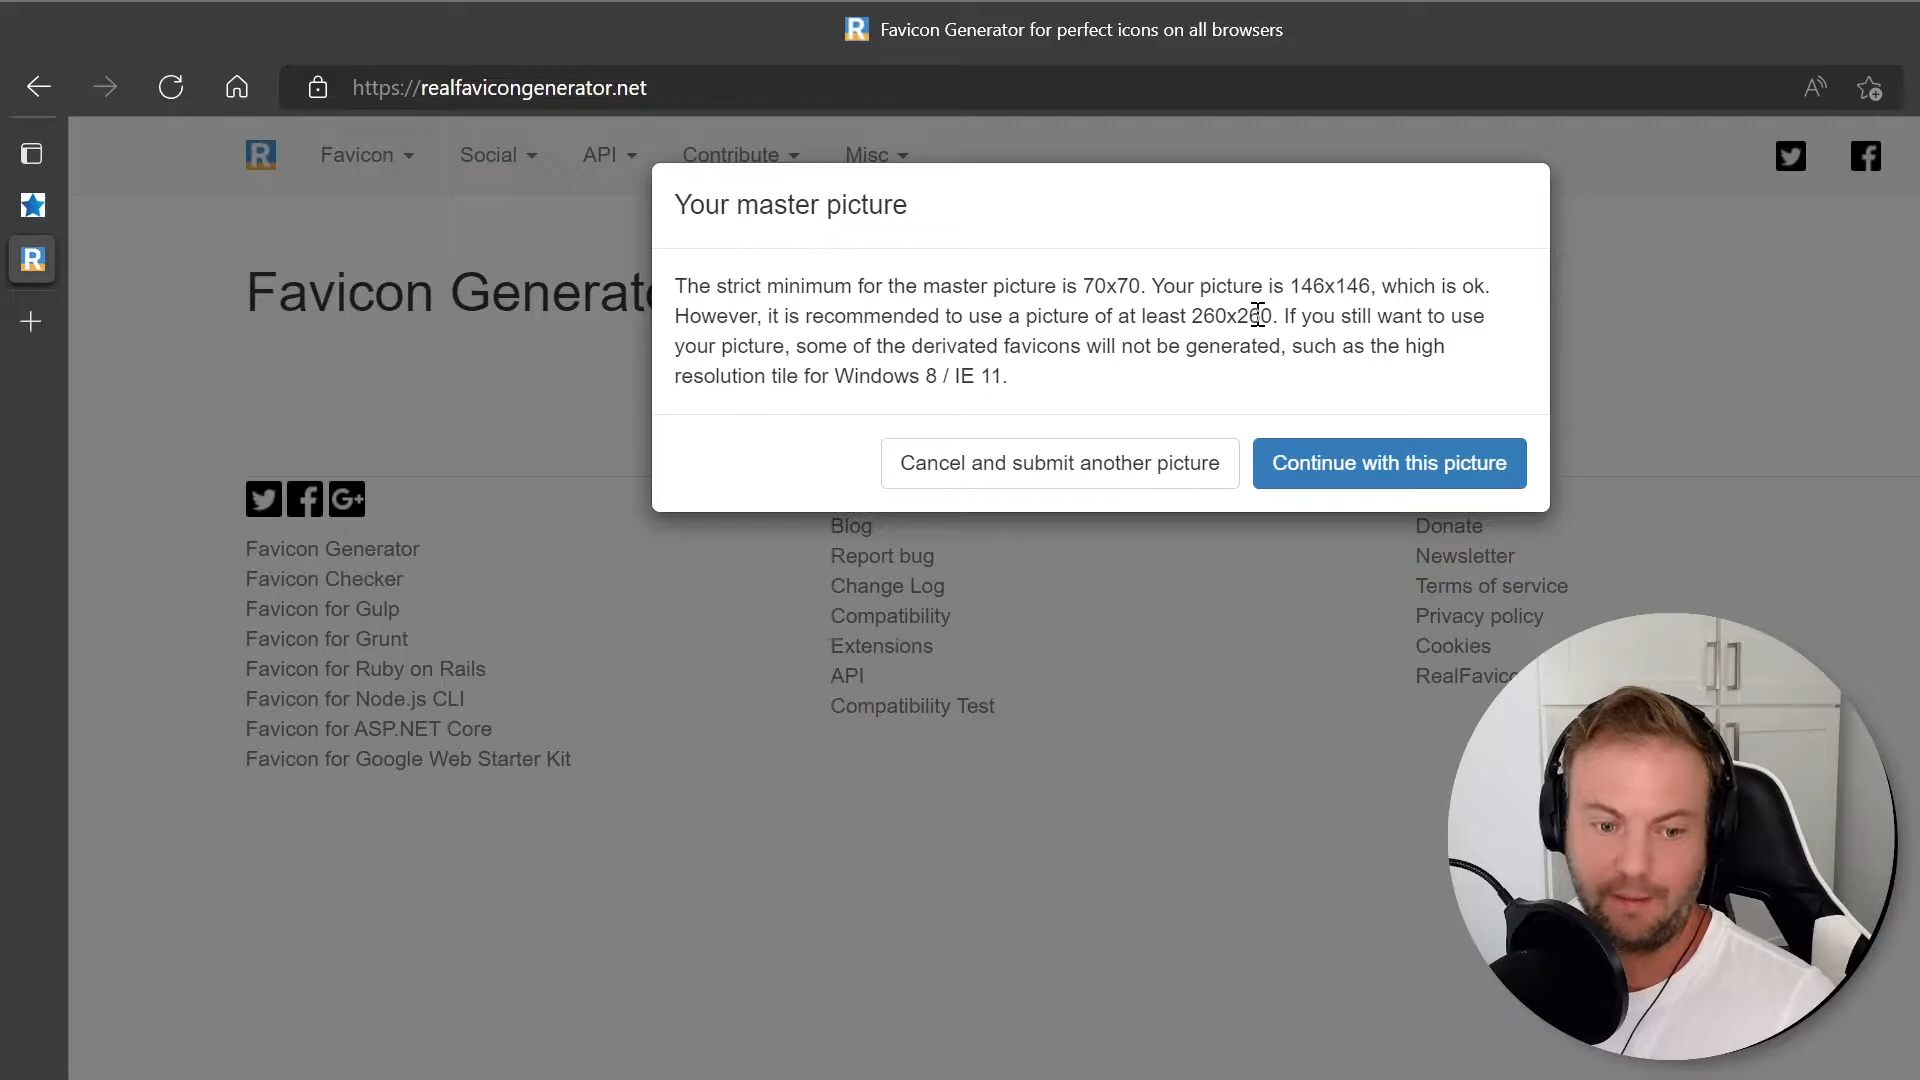 Favicon Generator for perfect icons on all browsers
https://realfavicongenerator.net
Favicon
Social
API
Contribute
Misc
Your master picture
Favicon Generato
The strict minimum for the master picture is 70x70. Your picture is 146x146, which is ok.
However, it is recommended to use a picture of at least 260x260. If you still want to use
your picture, some of the derivated favicons will not be generated, such as the high
resolution tile for Windows 8 / IE 11.
Cancel and submit another picture
Continue with this picture
G+
Favicon Generator
Favicon Checker
Favicon for Gulp
Favicon for Grunt
Favicon for Ruby on Rails
Favicon for Node.js CLI
Favicon for ASP.NET Core
Favicon for Google Web Starter Kit
Blog
Report bug
Change Log
Compatibility
Extensions
API
Compatibility Test
Donate
Newsletter
Terms of service
Privacy policy
Cookies
RealFavic